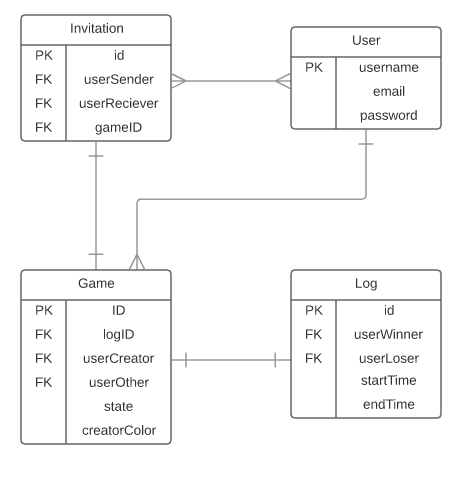 Invitation
PK id
FK userSender
FK userReciever
FK gameID
User
PK username
email
password
Game
PK ID
FK logID
FK userCreator
FK userOther
state
creatorColor
Log
PK id
FK userWinner
FK userLoser
startTime
endTime